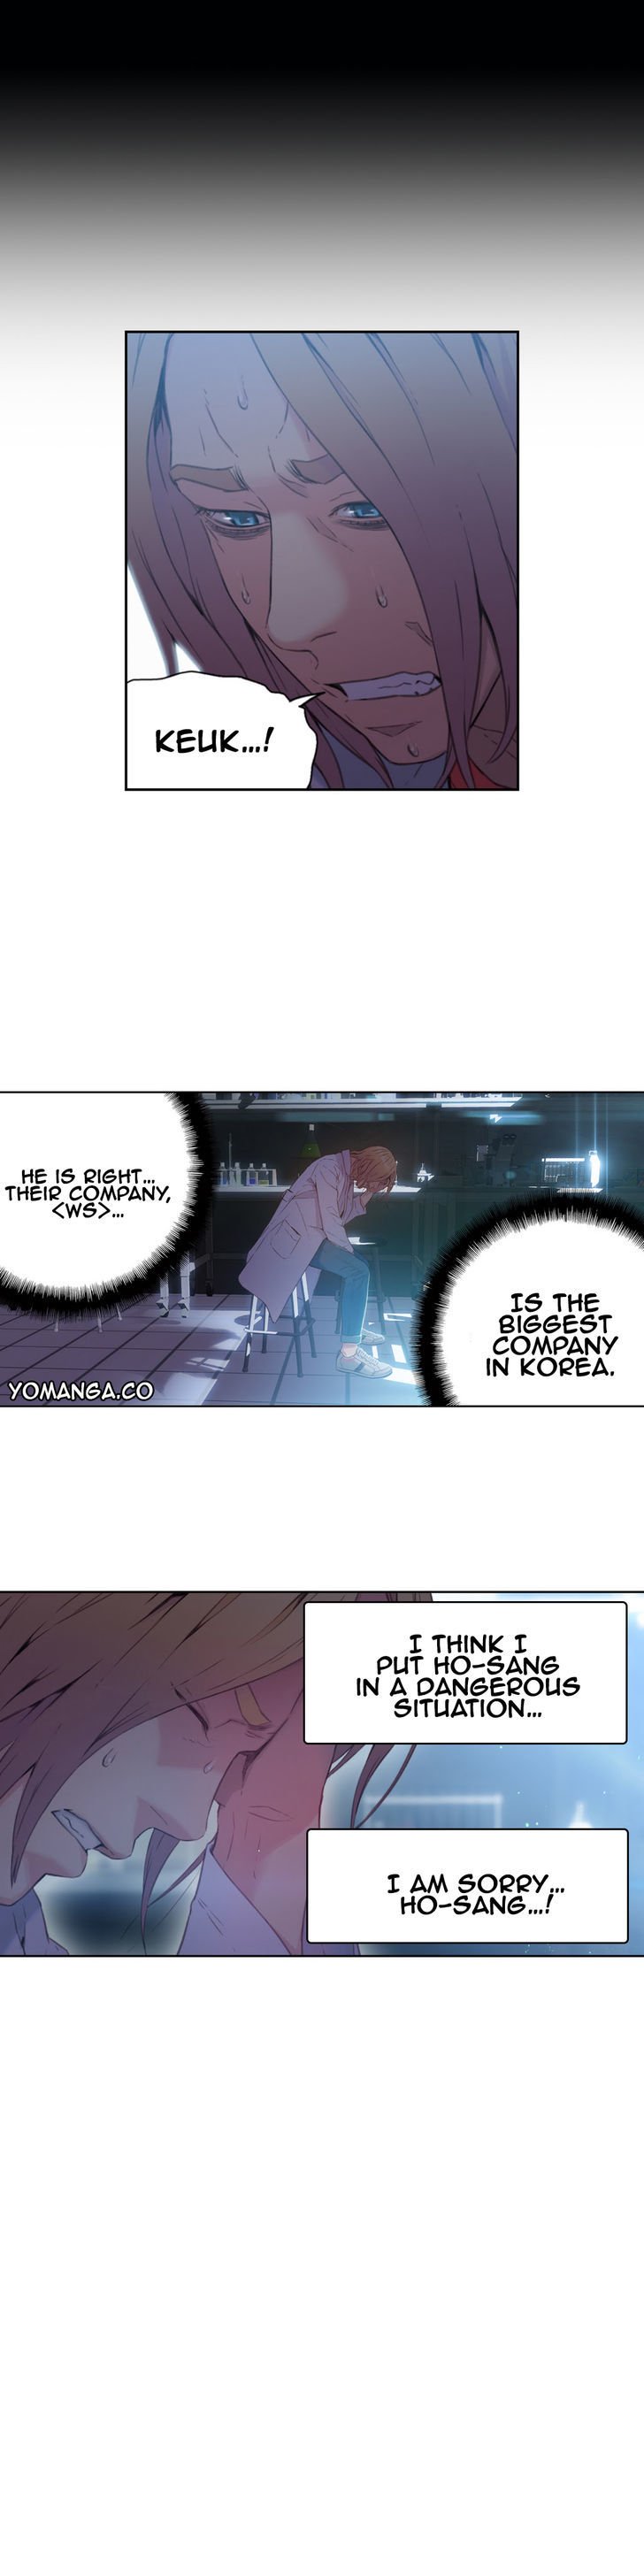 KEUK...!
HE IS RIGHT...
THEIR COMPANY,
<WS>...
IS THE
BIGGEST
COMPANY
IN KOREA.
YOMANGA.CO
I THINK I
PUT HO-SANG
IN A DANGEROUS
SITUATION...
I AM SORRY...
HO-SANG...!